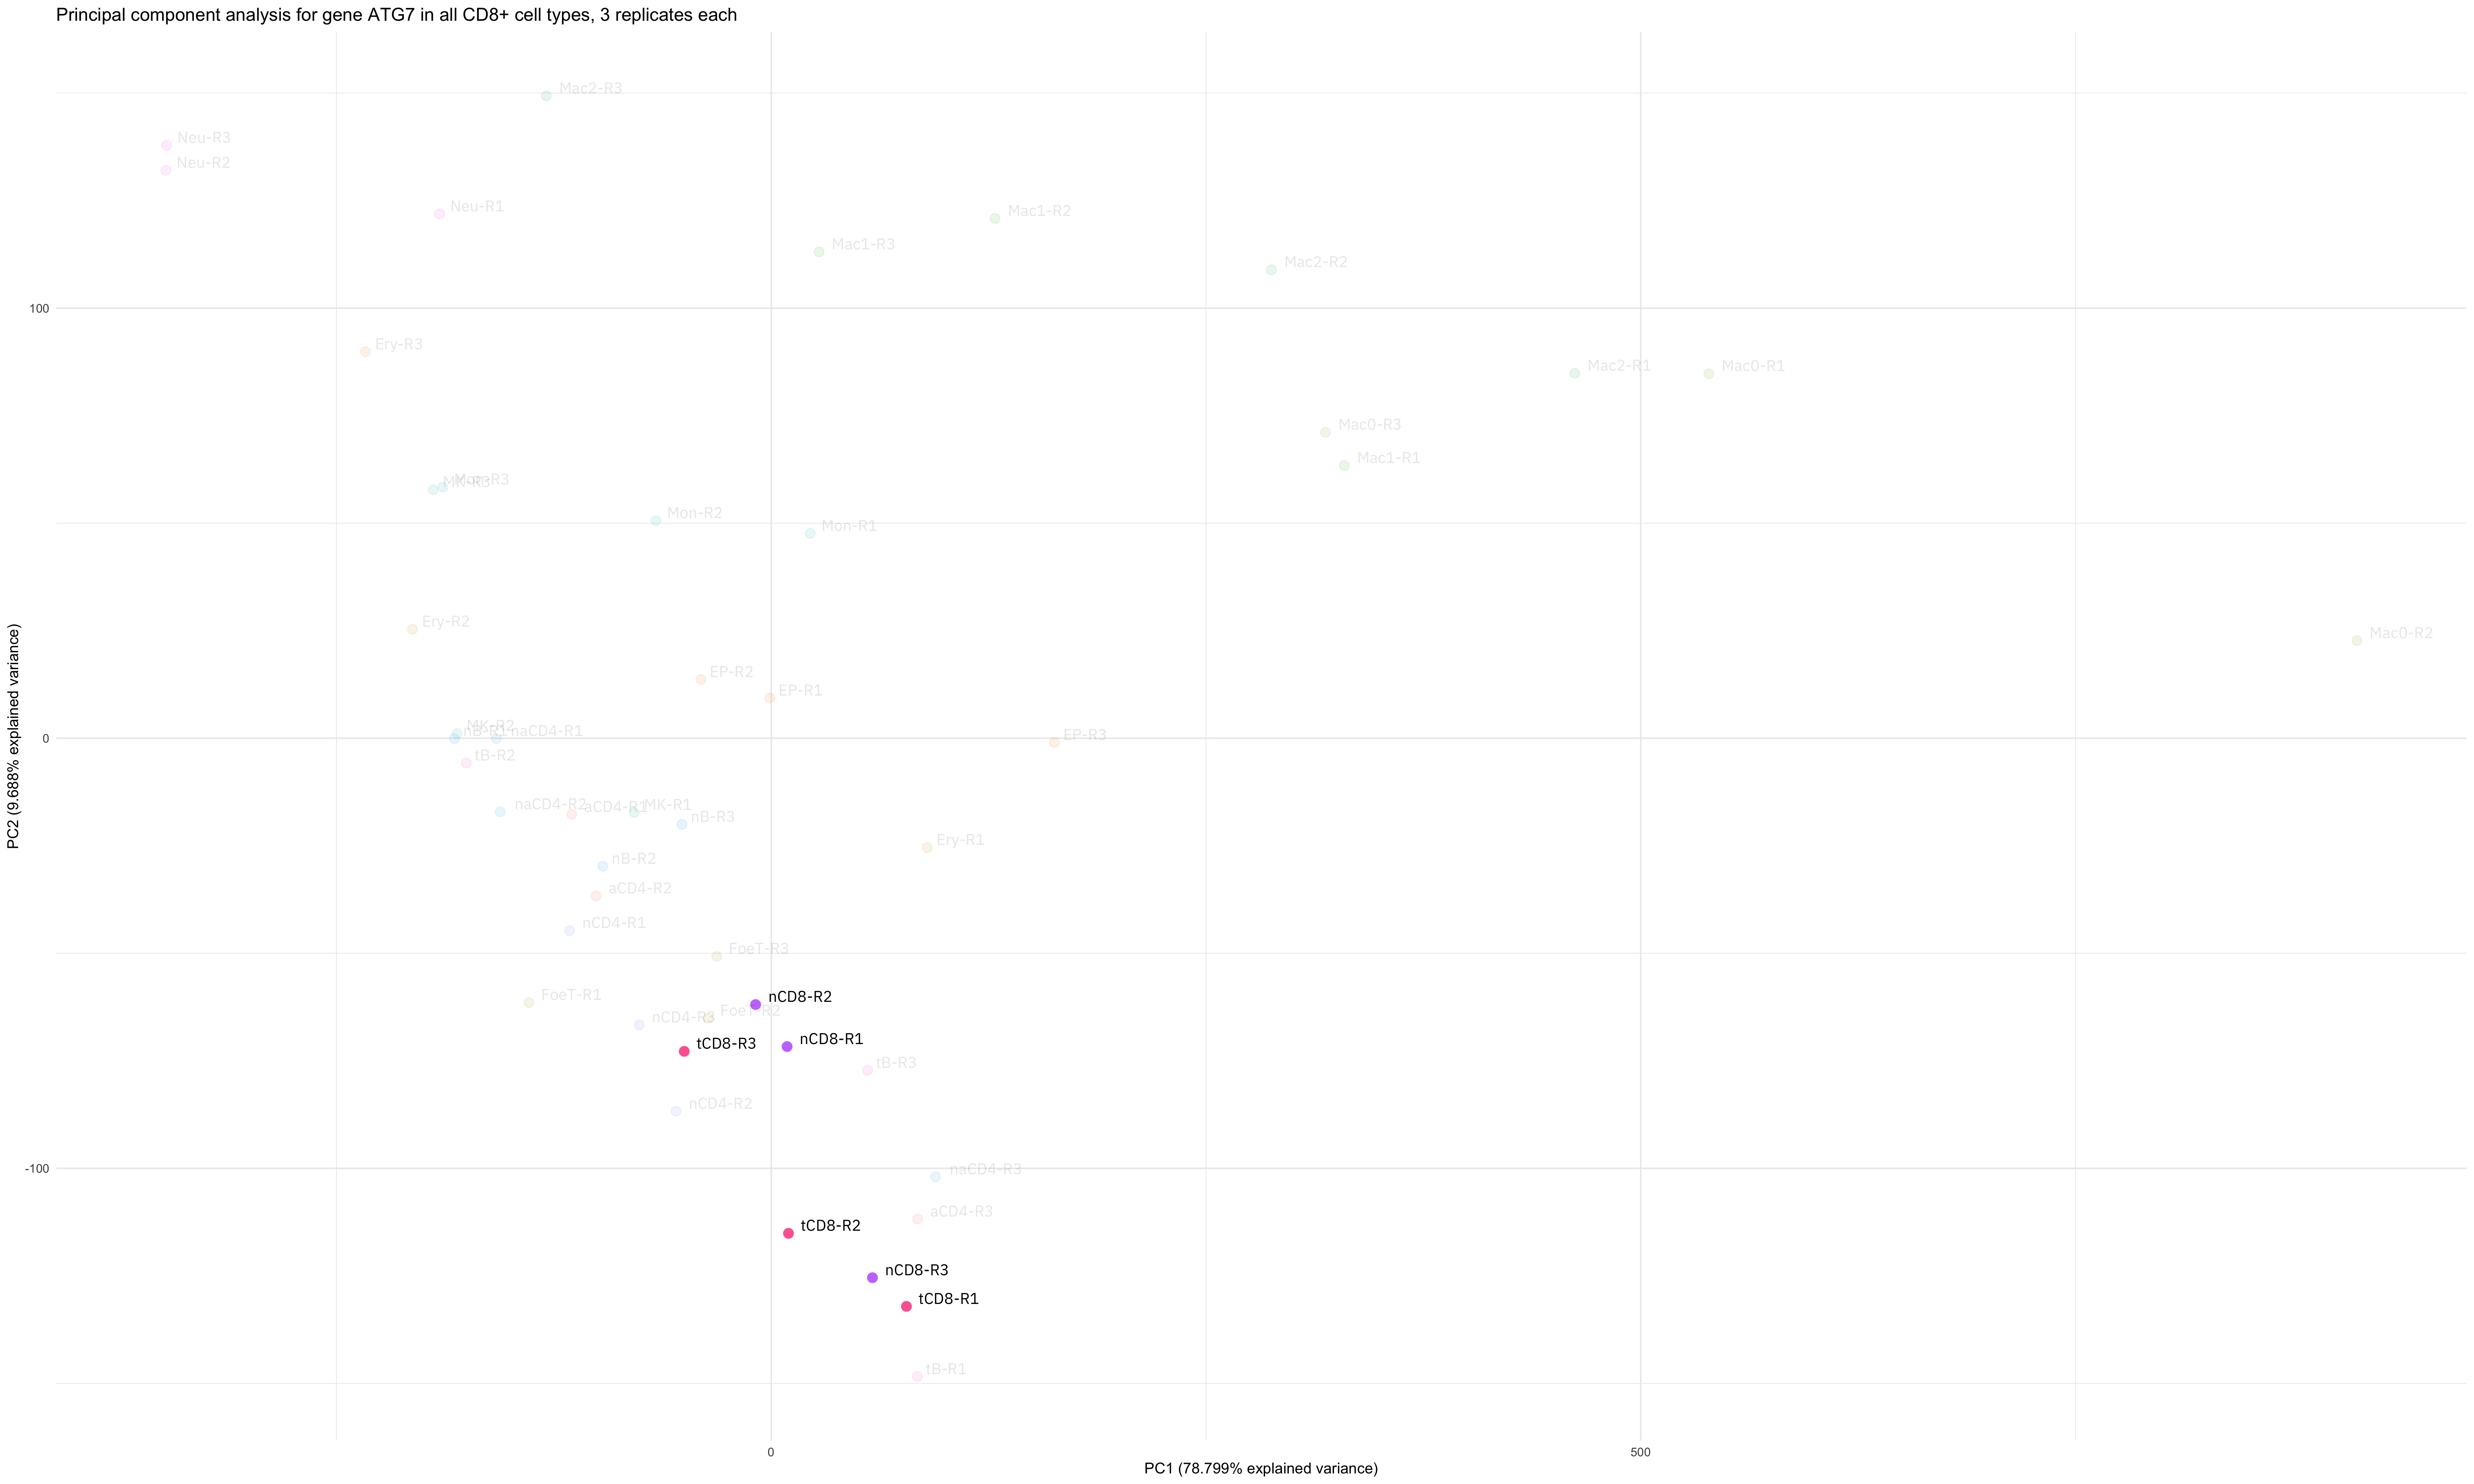 Principal component analysis for gene ATG7 in all CD8+ cell types, 3 replicates each
Mac2-R3
Neu-R3
Neu-R2
Neu-R1
Mac1-R2
Mac1-R3
Mac2-R2
100
Ery-R3
Mac2-R1
Mac0-R1
Mac0-R3
Mac1-R1
Mon-R3
MK-R3
Mon-R2
Mon-R1
Ery-R2
Mac0-R2
EP-R2
EP-R1
MK-R2
nB-R1
naCD4-R1
EP-R3
0
tB-R2
naCD4-R2
aCD4-R1
MK-R1
nB-R3
Ery-R1
nB-R2
aCD4-R2
nCD4-R1
FoeT-R3
FoeT-R1
nCD8-R2
FoeT-R2
nCD4-R3
tCD8-R3
nCD8-R1
tB-R3
nCD4-R2
-100
naCD4-R3
aCD4-R3
tCD8-R2
nCD8-R3
tCD8-R1
tB-R1
PC2 (9.688% explained variance)
0
500
PC1 (78.799% explained variance)